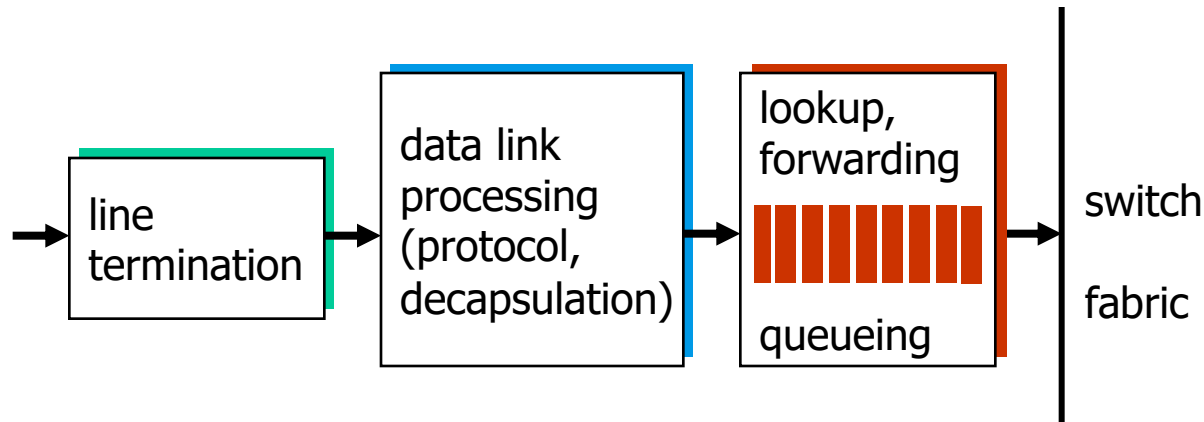 line
termination
data link
processing
(protocol,
decapsulation)
lookup,
forwarding
queueing
switch
fabric